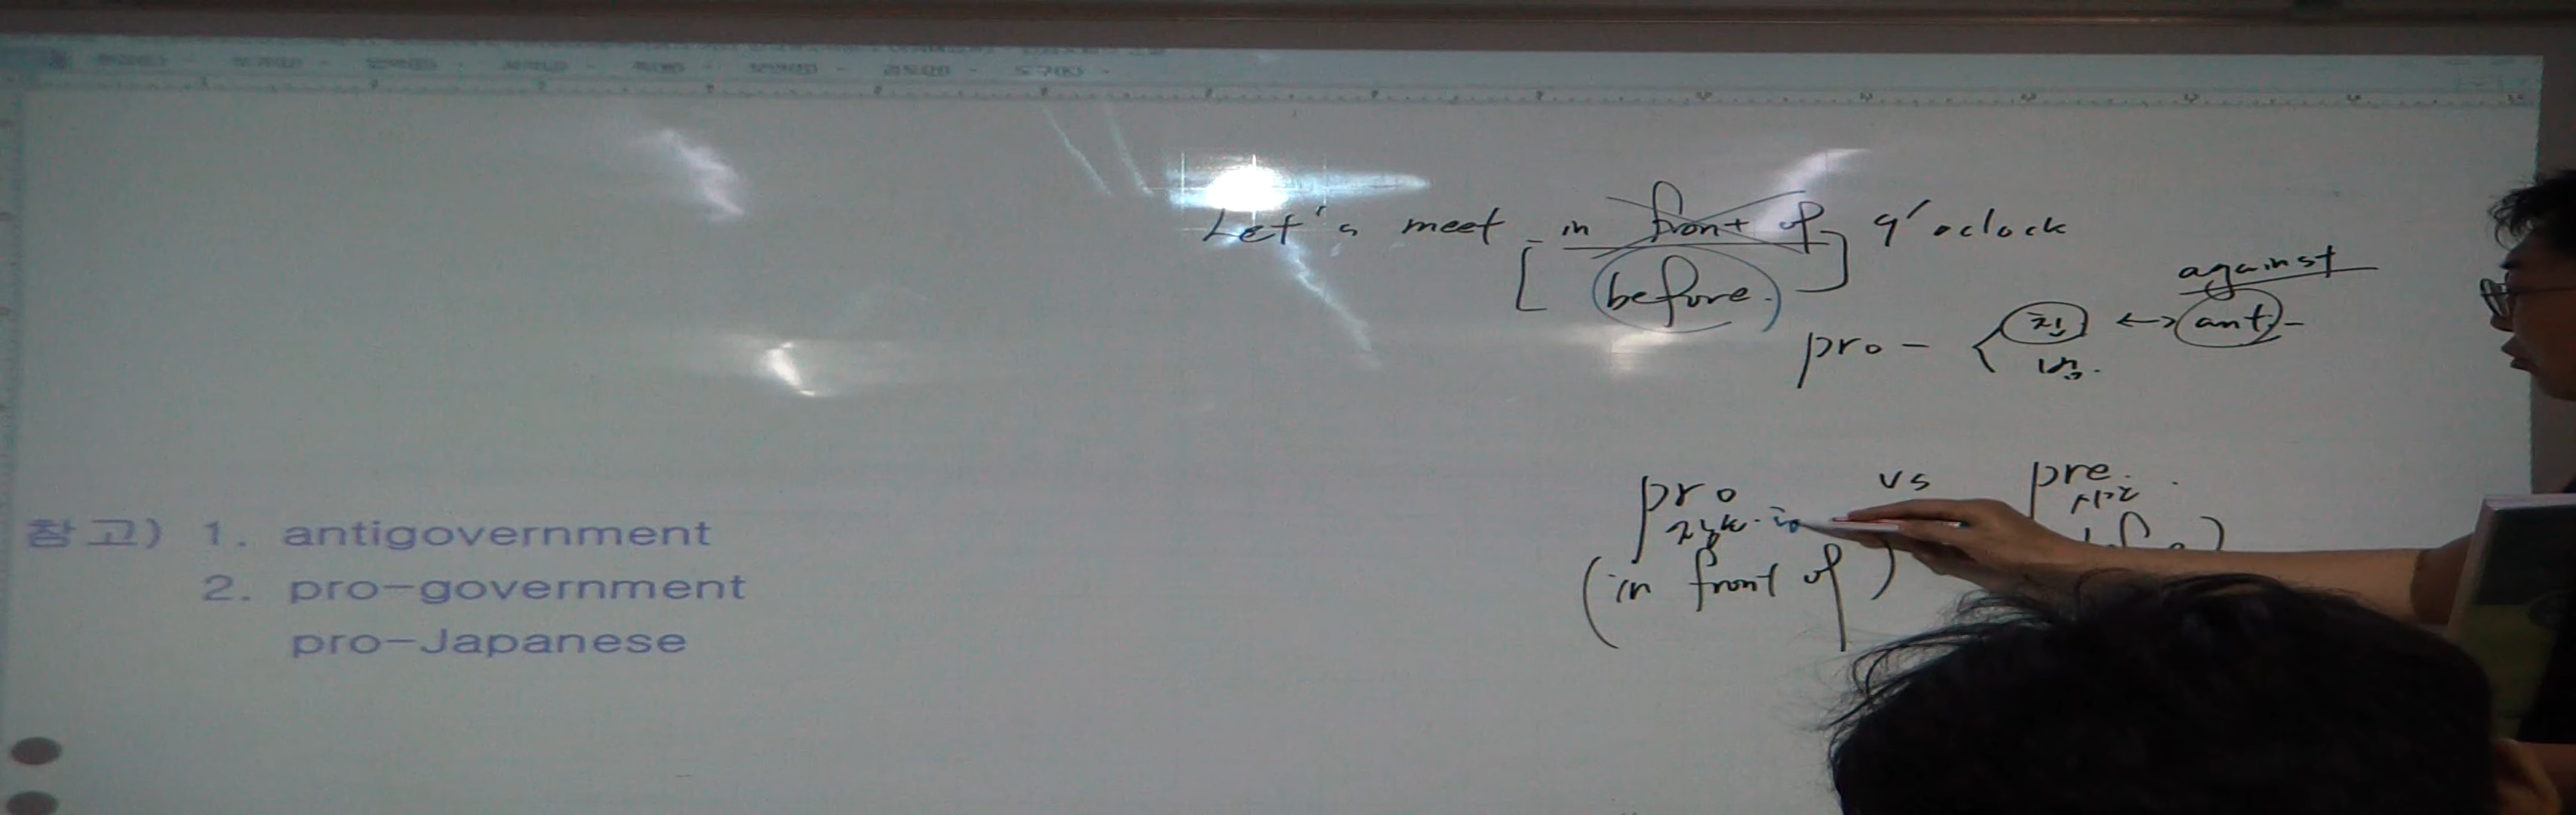 Let's meet in front of 9'oclock
before.
against
pro - 친 ↔ anti-
pro vs pre.
(in front of)
참고) 1. antigovernment
2. pro-government
pro-Japanese